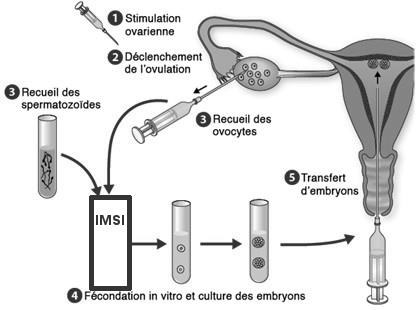 1 Stimulation
ovarienne
2 Déclenchement
de l'ovulation
3 Recueil des
spermatozoïdes
3 Recueil des
ovocytes
IMSI
5 Transfert
d'embryons
4 Fécondation in vitro et culture des embryons